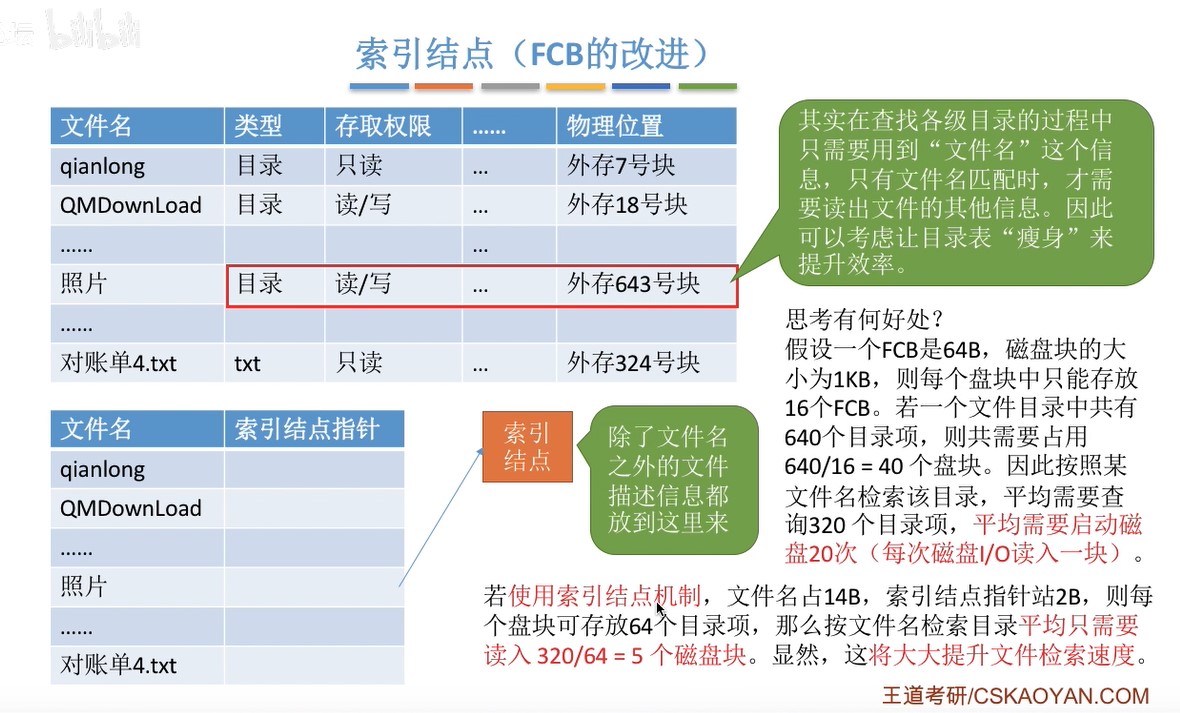 bilibili
索引结点（FCB的改进）
文件名 类型 存取权限 …… 物理位置
qianlong 目录 只读 … 外存7号块
QMDownLoad 目录 读/写 … 外存18号块
…… …
照片 目录 读/写 … 外存643号块
……
对账单4.txt txt 只读 … 外存324号块
其实在查找各级目录的过程中
只需要用到“文件名”这个信
息，只有文件名匹配时，才需
要读出文件的其他信息。因此
可以考虑让目录表“瘦身”来
提升效率。
思考有何好处？
假设一个FCB是64B，磁盘块的大
小为1KB，则每个盘块中只能存放
16个FCB。若一个文件目录中共有
640个目录项，则共需要占用
640/16 = 40 个盘块。因此按照某
文件名检索该目录，平均需要查
询320 个目录项，平均需要启动磁
盘20次（每次磁盘I/O读入一块）。
文件名 索引结点指针
qianlong
QMDownLoad
……
照片
……
对账单4.txt
索引
结点
除了文件名
之外的文件
描述信息都
放到这里来
若使用索引结点机制，文件名占14B，索引结点指针站2B，则每
个盘块可存放64个目录项，那么按文件名检索目录平均只需要
读入 320/64 = 5 个磁盘块。显然，这将大大提升文件检索速度。
王道考研/CSKAOYAN.COM